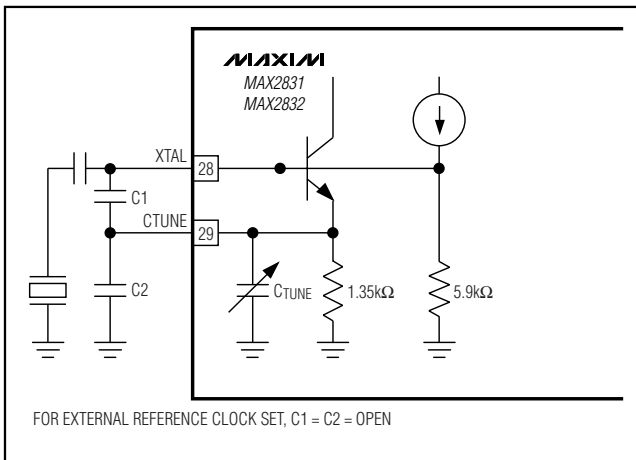 MAXIM
MAX2831
MAX2832
XTAL
28
C1
CTUNE
29
C2
CTUNE
1.35kΩ
5.9kΩ
FOR EXTERNAL REFERENCE CLOCK SET, C1 = C2 = OPEN